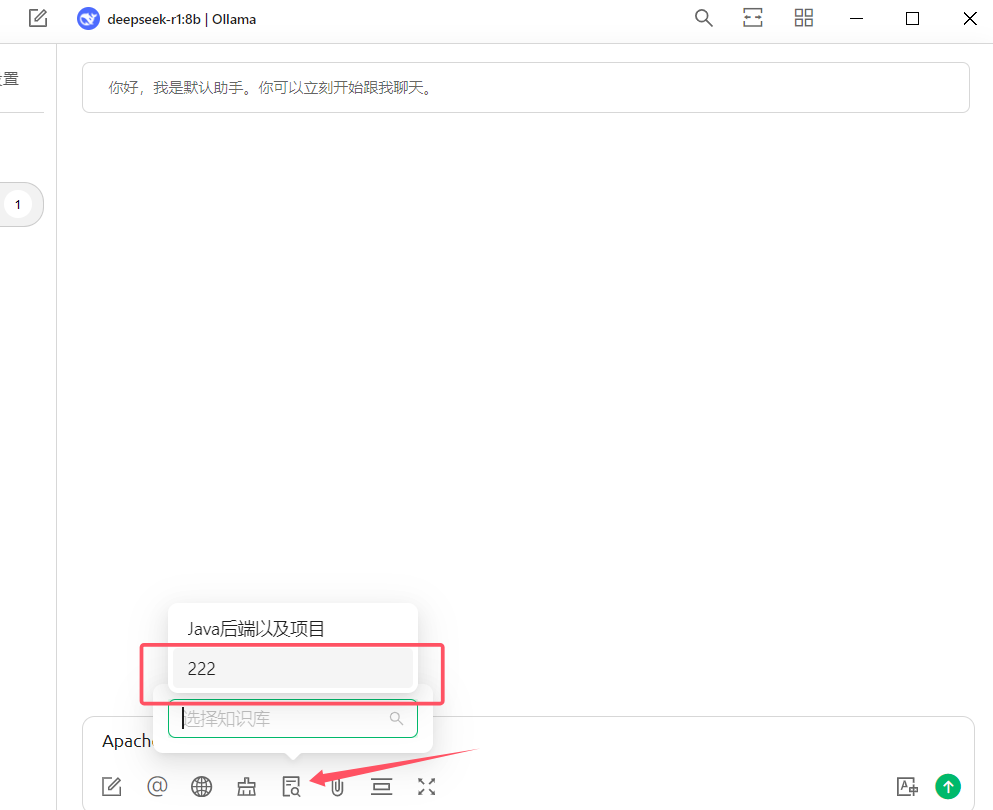 deepseek-r1:8b | Ollama
置
你好，我是默认助手。你可以立刻开始跟我聊天。
1
Java后端以及项目
222
选择知识库
Apach